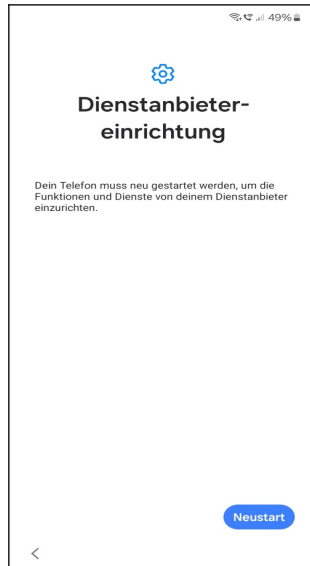 49%
Dienstanbieter-
einrichtung
Dein Telefon muss neu gestartet werden, um die
Funktionen und Dienste von deinem Dienstanbieter
einzurichten.
Neustart